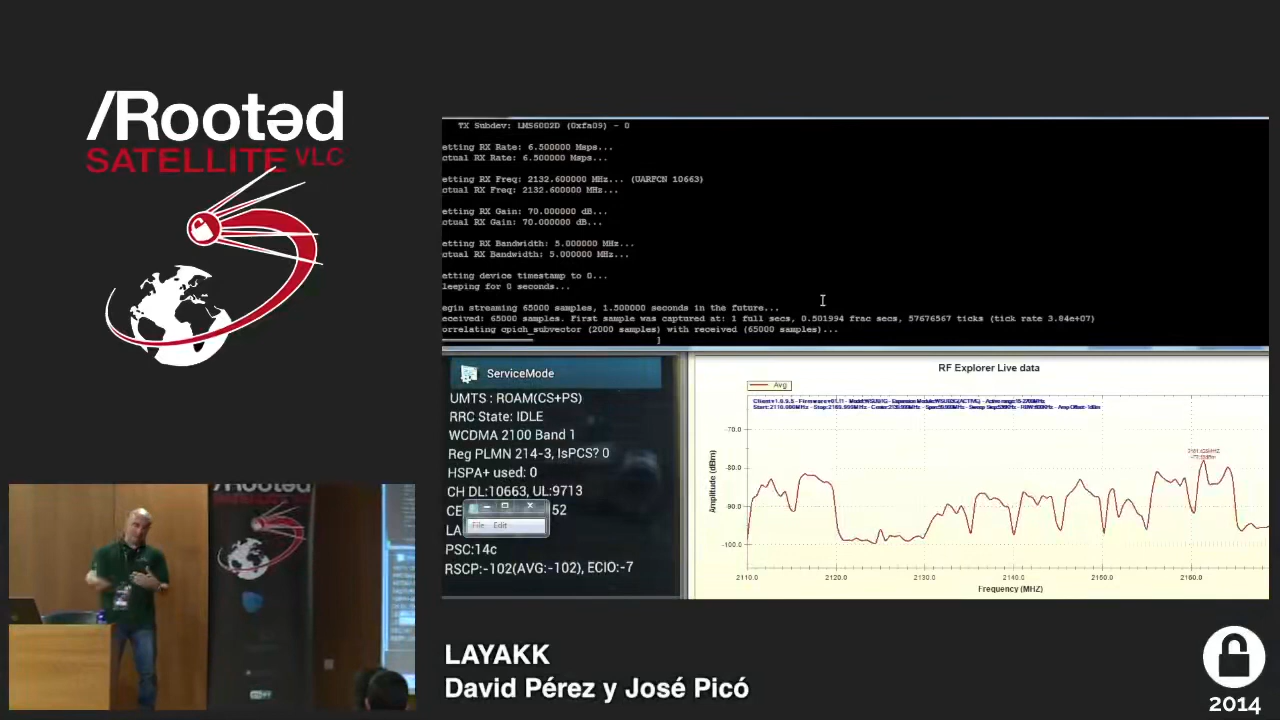 /Rootəd
SATELLITE VLC
TX Subdev: LMS6002D (0xfa09) - 0
etting RX Rate: 6.500000 Msps...
ctual RX Rate: 6.500000 Msps...
etting RX Freq: 2132.600000 MHz... (UARFCN 10663)
ctual RX Freq: 2132.600000 MHz...
etting RX Gain: 70.000000 dB...
ctual RX Gain: 70.000000 dB...
etting RX Bandwidth: 5.000000 MHz...
ctual RX Bandwidth: 5.000000 MHz...
etting device timestamp to 0...
leeping for 0 seconds...
egin streaming 65000 samples, 1.500000 seconds in the future...
eceived: 65000 samples. First sample was captured at: 1 full secs, 0.501994 frac secs, 57676567 ticks (tick rate 3.84e+07)
orrelating cpich_subvector (2000 samples) with received (65000 samples)...
]
ServiceMode
UMTS : ROAM(CS+PS)
RRC State: IDLE
WCDMA 2100 Band 1
Reg PLMN 214-3, IsPCS? 0
HSPA+ used: 0
CH DL:10663, UL:9713
CE 52
LA
File Edit
PSC:14c
RSCP:-102(AVG:-102), ECIO:-7
RF Explorer Live data
Avg
-70.0
-80.0
-90.0
-100.0
Amplitude (dBm)
2110.0 2120.0 2130.0 2140.0 2150.0 2160.0
Frequency (MHZ)
LAYAKK
David Pérez y José Picó
2014